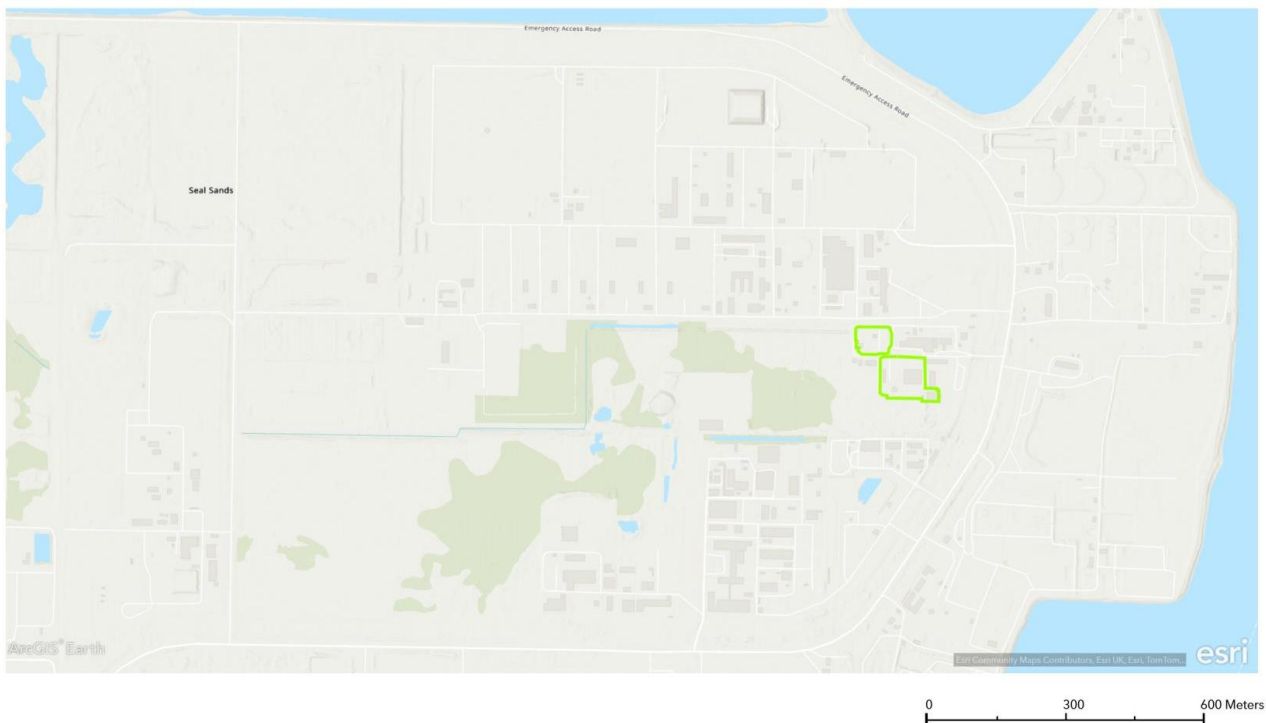 Emergency Access Road
Emergency Access Road
Seal Sands
ArcGIS® Earth
Esri Community Maps Contributors, Esri UK, Esri, TomTom...
esri
0 300 600 Meters